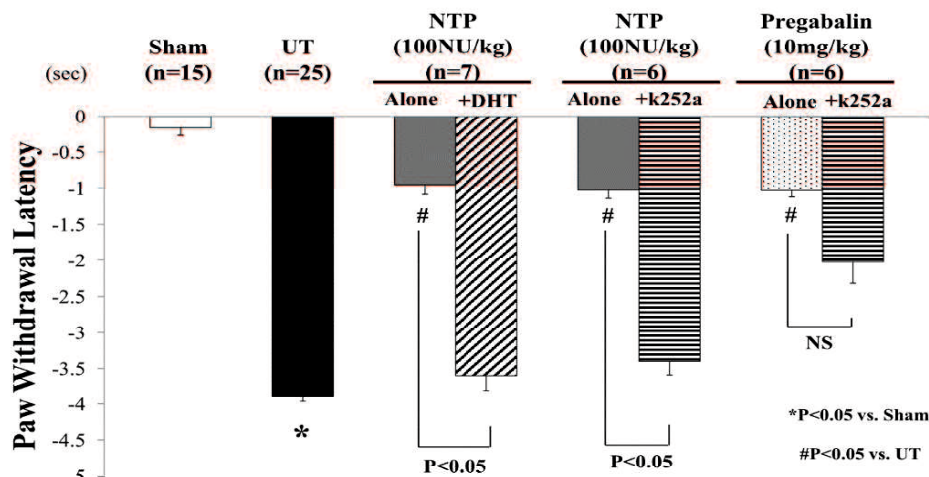 NTP NTP Pregabalin
Sham UT (100NU/kg) (100NU/kg) (10mg/kg)
(sec) (n=15) (n=25) (n=7) (n=6) (n=6)
Alone +DHT Alone +k252a Alone +k252a
0
-0.5
-1
# # #
-1.5
-2
-2.5
-3
NS
-3.5
-4
*P<0.05 vs. Sham
*
-4.5
#P<0.05 vs. UT
P<0.05 P<0.05
Paw Withdrawal Latency